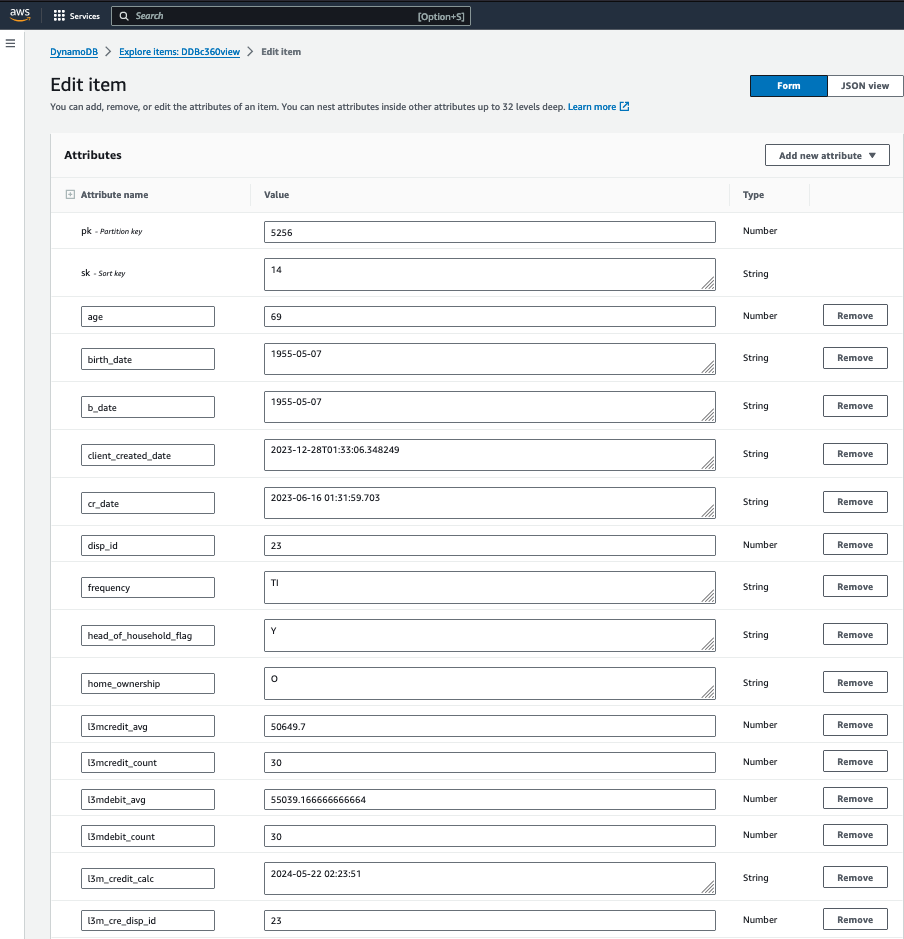 aws Services Search [Option+S]
DynamoDB > Explore items: DDBc360view > Edit item
Edit item
Form JSON view
You can add, remove, or edit the attributes of an item. You can nest attributes inside other attributes up to 32 levels deep. Learn more
Attributes
Add new attribute
Attribute name Value Type
pk - Partition key 5256 Number
sk - Sort key 14 String
age 69 Number Remove
birth_date 1955-05-07 String Remove
b_date 1955-05-07 String Remove
client_created_date 2023-12-28T01:33:06.348249 String Remove
cr_date 2023-06-16 01:31:59.703 String Remove
disp_id 23 Number Remove
frequency TI String Remove
head_of_household_flag Y String Remove
home_ownership O String Remove
l3mcredit_avg 50649.7 Number Remove
l3mcredit_count 30 Number Remove
l3mdebit_avg 55039.166666666664 Number Remove
l3mdebit_count 30 Number Remove
l3m_credit_calc 2024-05-22 02:23:51 String Remove
l3m_cre_disp_id 23 Number Remove